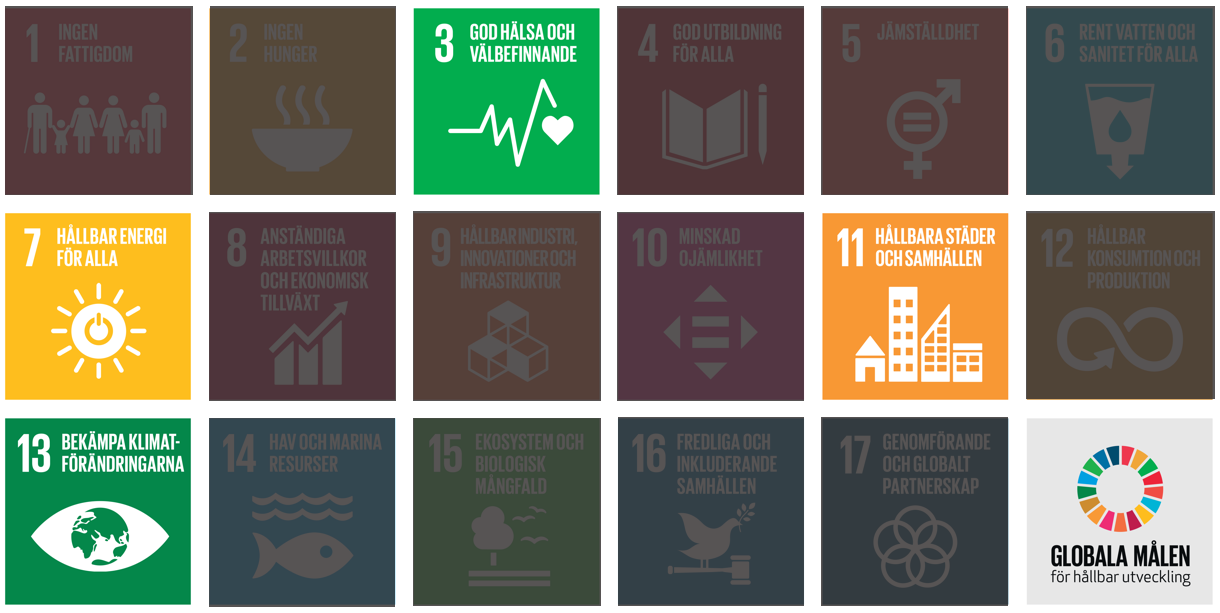 1 INGEN
FATTIGDOM
2 INGEN
HUNGER
3 GOD HÄLSA OCH
VÄLBEFINNANDE
4 GOD UTBILDNING
FÖR ALLA
5 JÄMSTÄLLDHET
6 RENT VATTEN OCH
SANITET FÖR ALLA
7 HÅLLBAR ENERGI
FÖR ALLA
8 ANSTÄNDIGA
ARBETSVILLKOR
OCH EKONOMISK
TILLVÄXT
9 HÅLLBAR INDUSTRI,
INNOVATIONER OCH
INFRASTRUKTUR
10 MINSKAD
OJÄMLIKHET
11 HÅLLBARA STÄDER
OCH SAMHÄLLEN
12 HÅLLBAR
KONSUMTION OCH
PRODUKTION
13 BEKÄMPA KLIMAT-
FÖRÄNDRINGARNA
14 HAV OCH MARINA
RESURSER
15 EKOSYSTEM OCH
BIOLOGISK
MÅNGFALD
16 FREDLIGA OCH
INKLUDERANDE
SAMHÄLLEN
17 GENOMFÖRANDE
OCH GLOBALT
PARTNERSKAP
GLOBALA MÅLEN
för hållbar utveckling